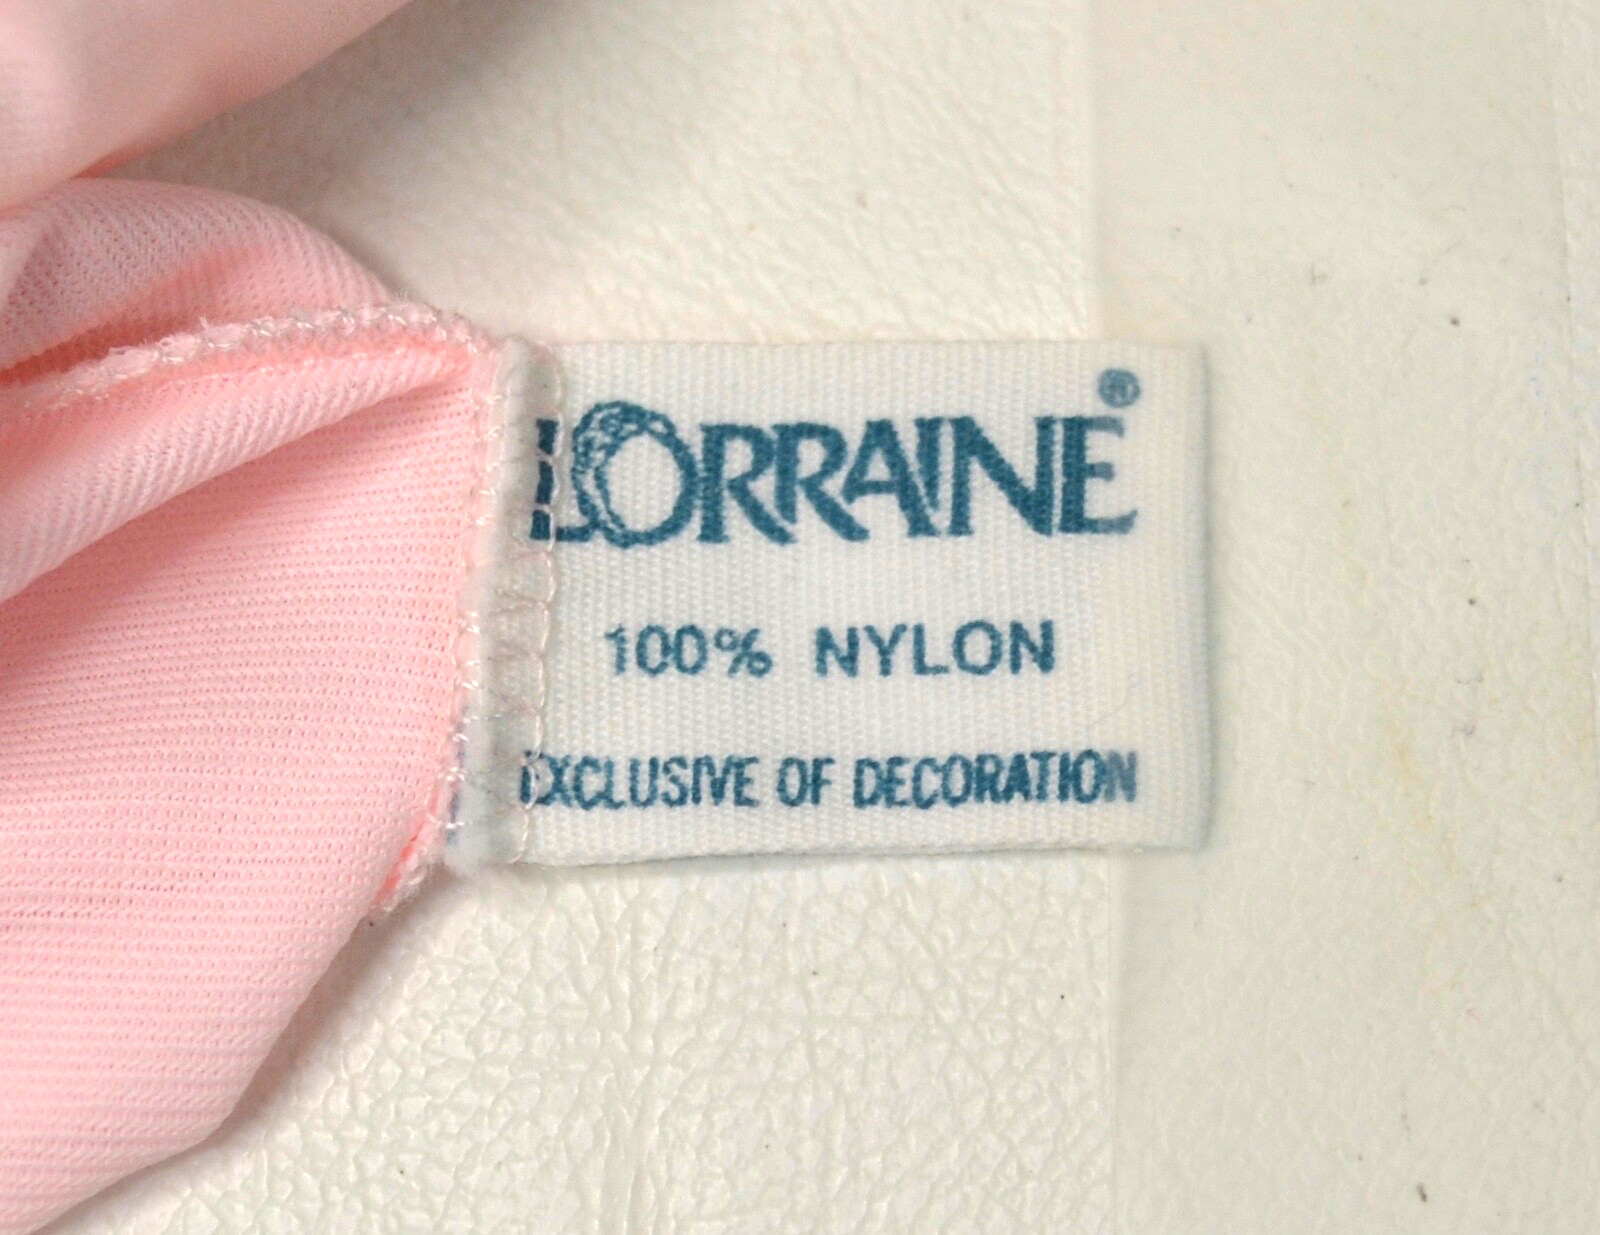 LORRAINE®
100% NYLON
EXCLUSIVE OF DECORATION